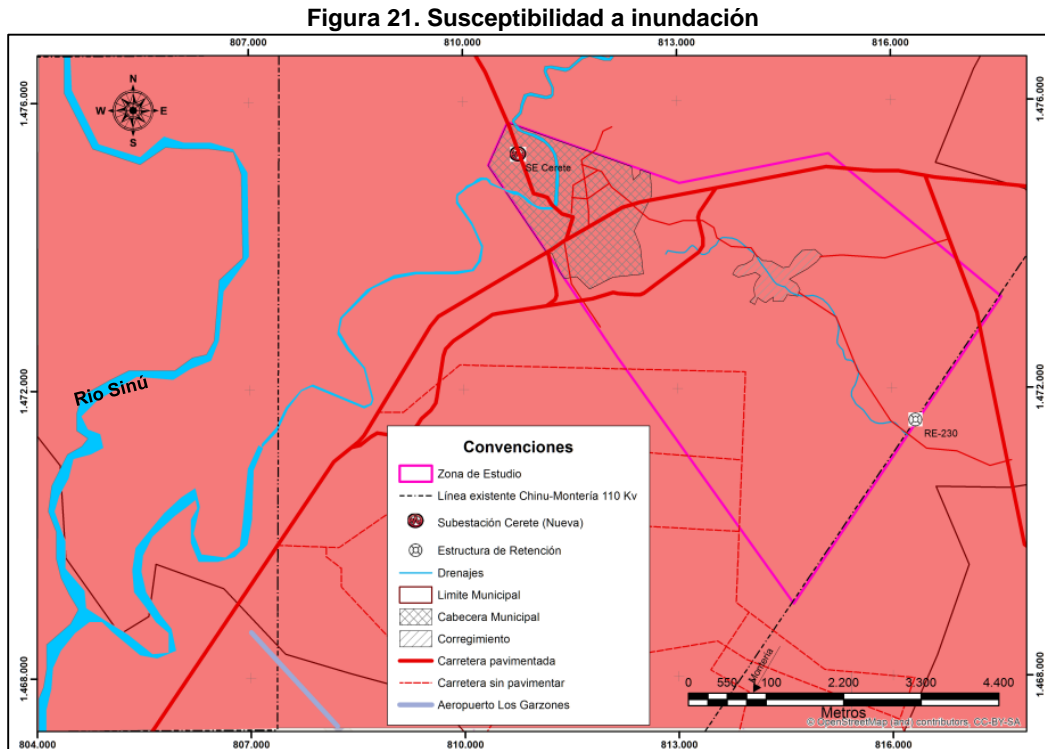 Figura 21. Susceptibilidad a inundación
807.000 810.000 813.000 816.000
1.476.000 1.476.000
N
W E
S
SE Cerete
1.472.000 1.472.000
Rio Sinú
RE-230
Convenciones
Zona de Estudio
Línea existente Chinu-Montería 110 Kv
Subestación Cerete (Nueva)
Estructura de Retención
Drenajes
Limite Municipal
Cabecera Municipal
Corregimiento
Carretera pavimentada
Carretera sin pavimentar
Aeropuerto Los Garzones
Montería
1.468.000 1.468.000
0 550 100 2.200 3.300 4.400
Metros
© OpenStreetMap (and) contributors, CC-BY-SA
804.000 807.000 810.000 813.000 816.000